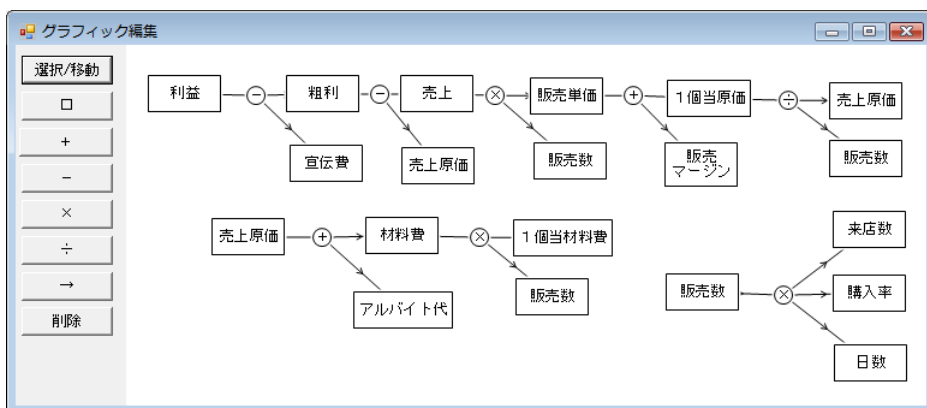 グラフィック編集
選択/移動
□
+
－
×
÷
→
削除
利益
－
粗利
－
売上
×
販売単価
+
１個当原価
÷
売上原価
宣伝費
売上原価
販売数
販売
マージン
販売数
売上原価
+
材料費
×
１個当材料費
アルバイト代
販売数
販売数
×
来店数
購入率
日数